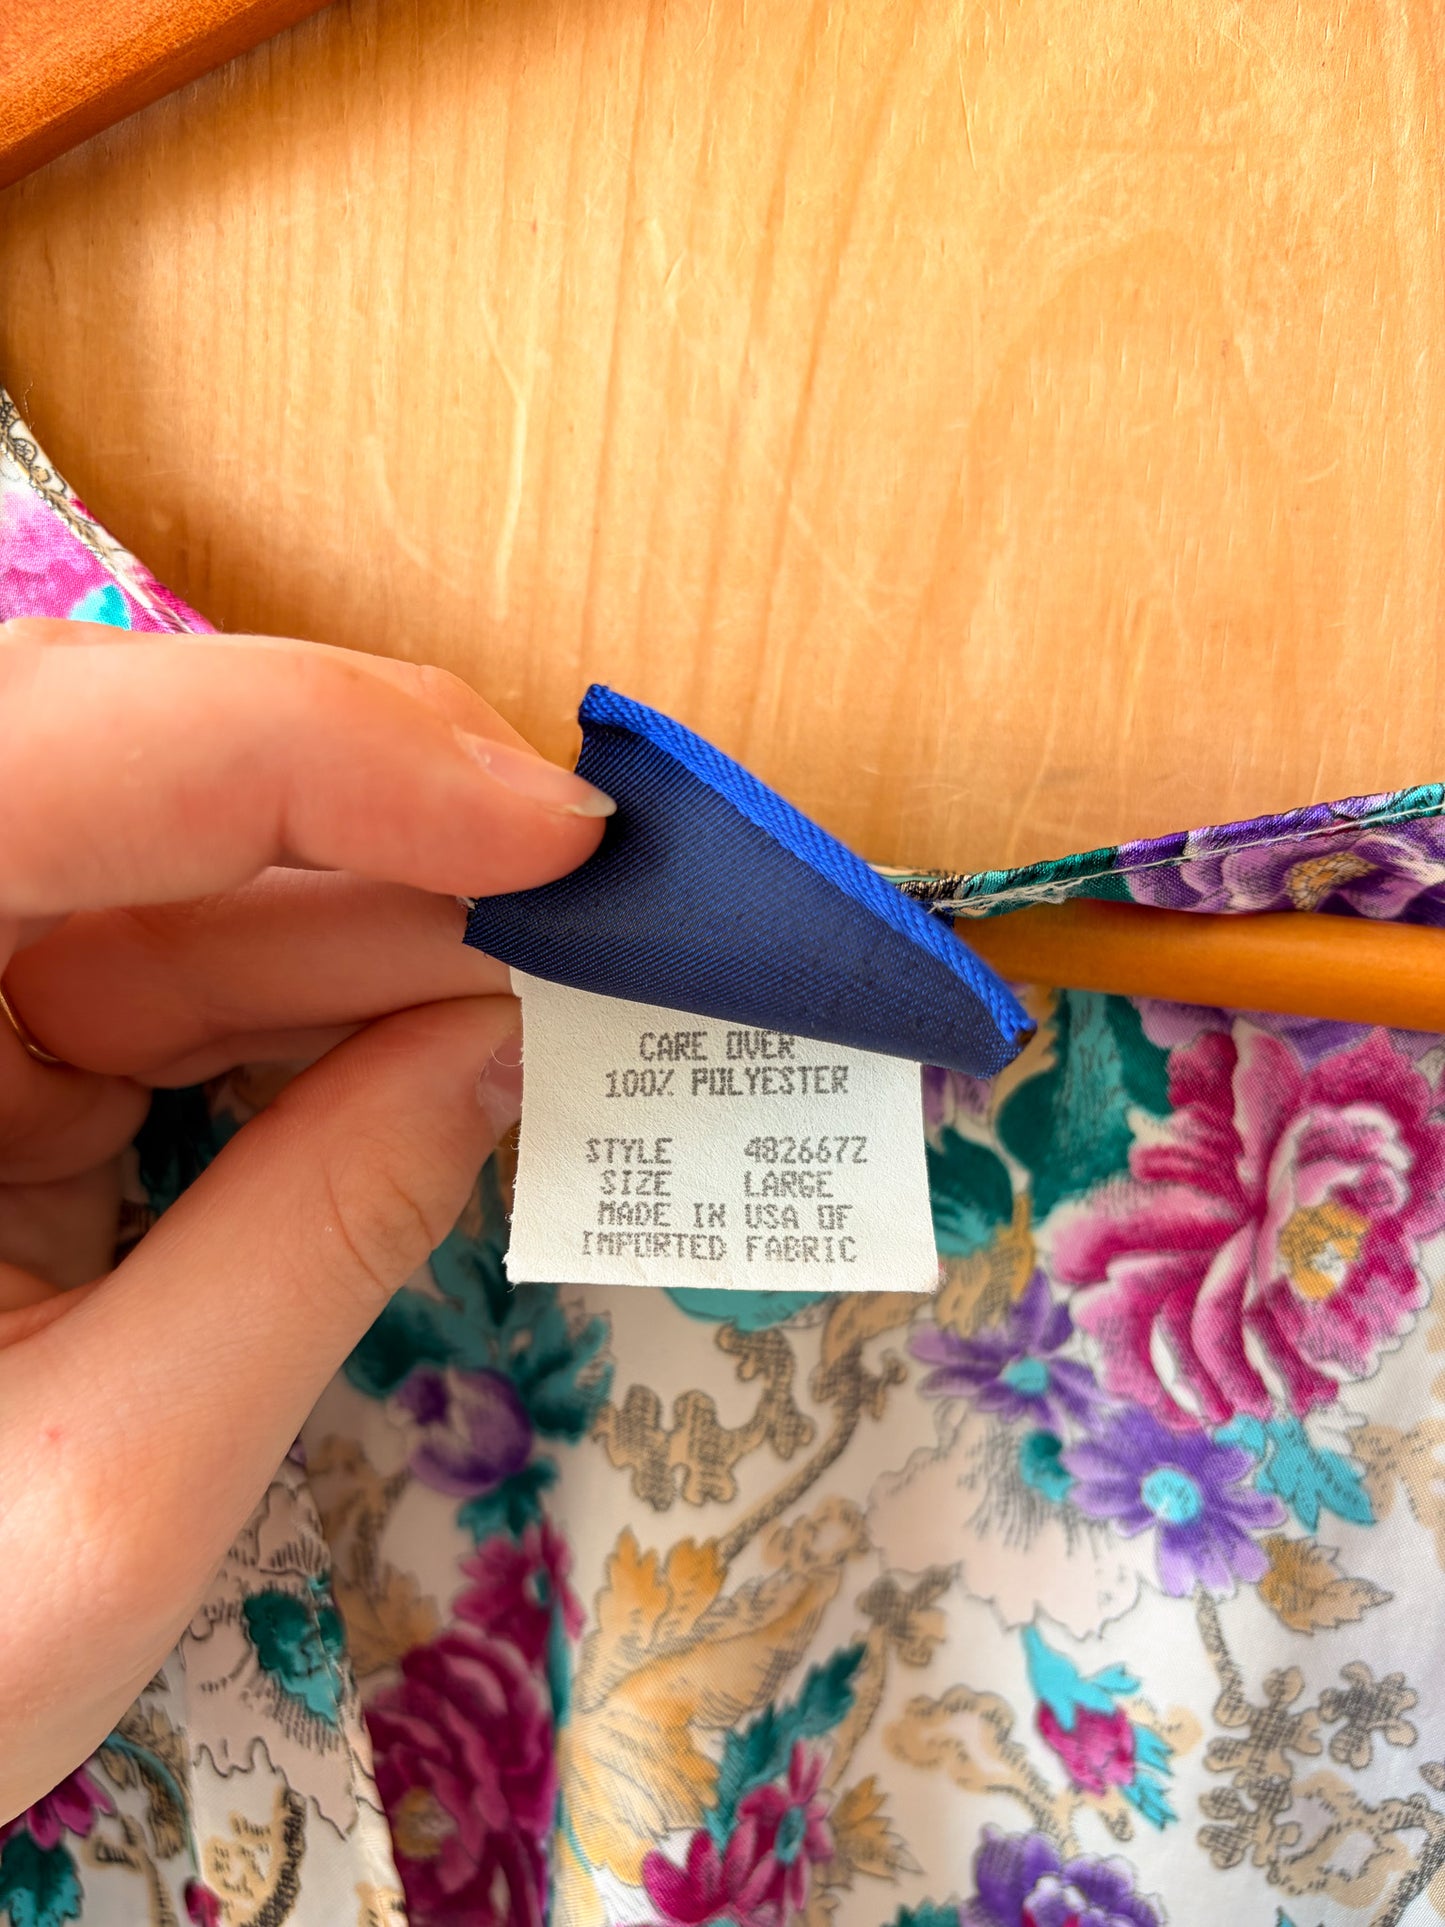 CARE OVER
100% POLYESTER
STYLE 482667Z
SIZE LARGE
MADE IN USA OF
IMPORTED FABRIC